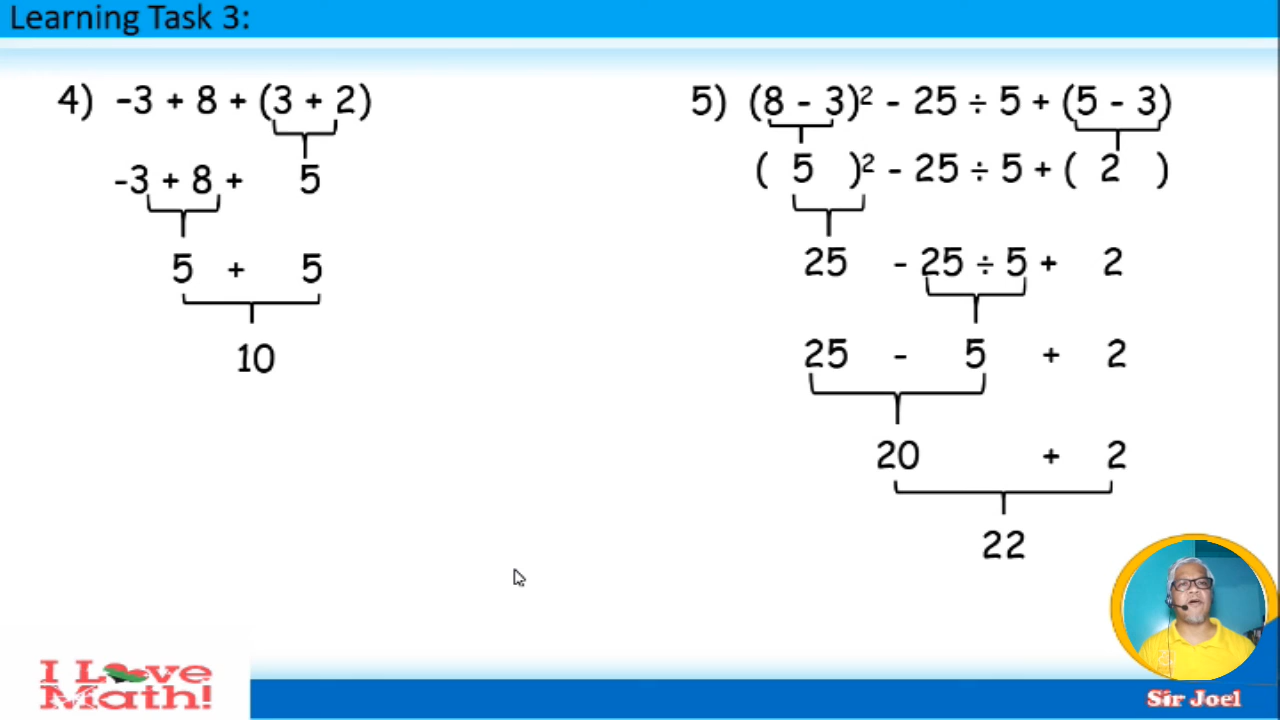 Learning Task 3:
4) -3 + 8 + (3 + 2)
-3 + 8 + 5
5 + 5
10
5) (8 - 3)² - 25 ÷ 5 + (5 - 3)
( 5 )² - 25 ÷ 5 + ( 2 )
25 - 25 ÷ 5 + 2
25 - 5 + 2
20 + 2
22
I Love
Math!
Sir Joel